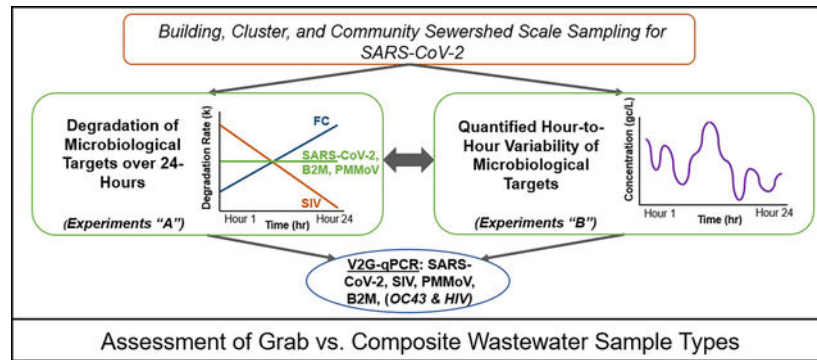 Building, Cluster, and Community Sewershed Scale Sampling for
SARS-CoV-2
Degradation of
Microbiological
Targets over 24-
Hours
(Experiments “A”)
Degradation Rate (k)
FC
SARS-CoV-2,
B2M, PMMoV
SIV
Hour 1
Hour 24
Time (hr)
Quantified Hour-to-
Hour Variability of
Microbiological
Targets
(Experiments “B”)
Concentration (gc/L)
Hour 1
Hour 24
Time (hr)
V2G-qPCR: SARS-
CoV-2, SIV, PMMoV,
B2M, (OC43 & HIV)
Assessment of Grab vs. Composite Wastewater Sample Types